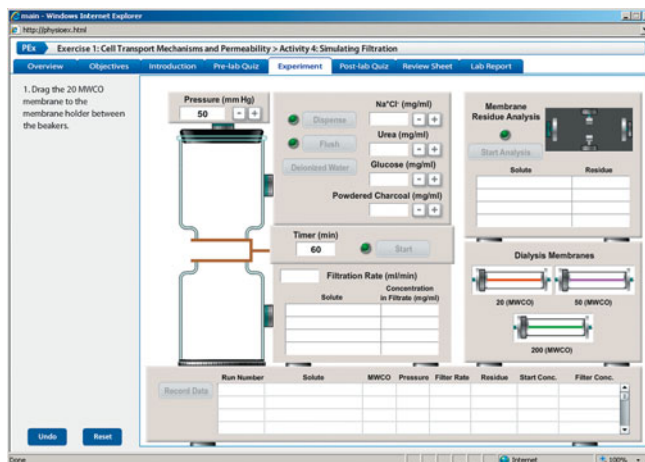 main - Windows Internet Explorer
http://physioex.html
PEx Exercise 1: Cell Transport Mechanisms and Permeability > Activity 4: Simulating Filtration
Overview Objectives Introduction Pre-lab Quiz Experiment Post-lab Quiz Review Sheet Lab Report
1. Drag the 20 MWCO
membrane to the
membrane holder between
the beakers.
Pressure (mm Hg)
50 - +
Dispense
Flush
Deionized Water
Na⁺Cl⁻ (mg/ml)
- +
Urea (mg/ml)
- +
Glucose (mg/ml)
- +
Powdered Charcoal (mg/ml)
- +
Timer (min)
60 Start
Filtration Rate (ml/min)
Solute Concentration
in Filtrate (mg/ml)
Membrane
Residue Analysis
Start Analysis
Solute Residue
Dialysis Membranes
20 (MWCO) 50 (MWCO)
200 (MWCO)
Record Data
Run Number Solute MWCO Pressure Filter Rate Residue Start Conc. Filter Conc.
Undo Reset
Done Internet 100%